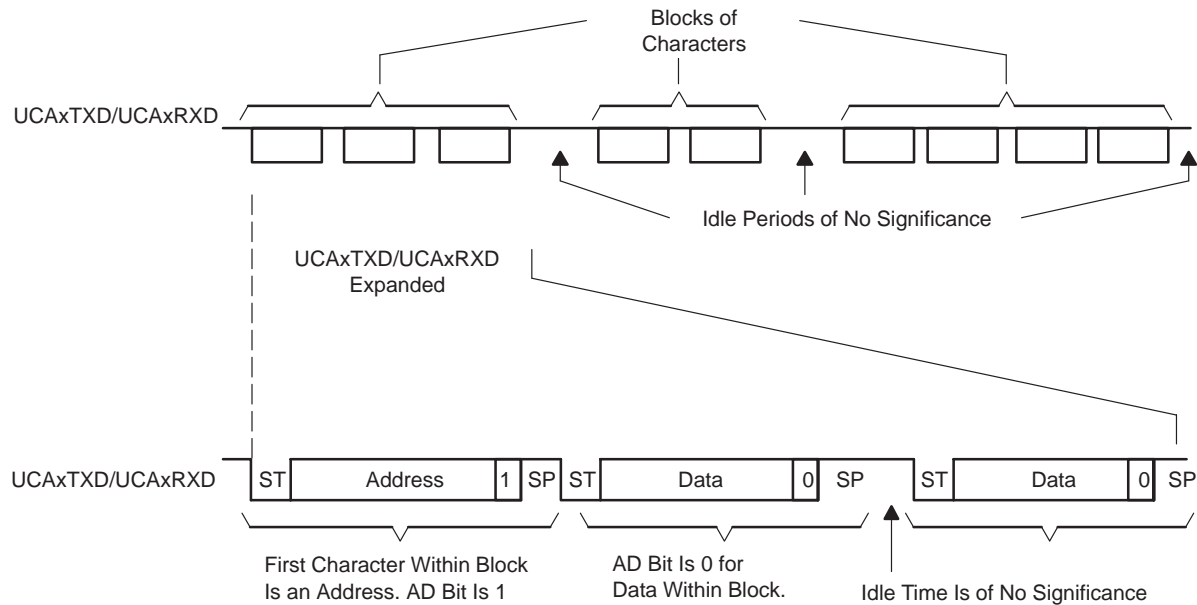 Blocks of
Characters
UCAxTXD/UCAxRXD
Idle Periods of No Significance
UCAxTXD/UCAxRXD
Expanded
UCAxTXD/UCAxRXD
ST Address 1 SP ST Data 0 SP ST Data 0 SP
First Character Within Block
Is an Address. AD Bit Is 1
AD Bit Is 0 for
Data Within Block.
Idle Time Is of No Significance